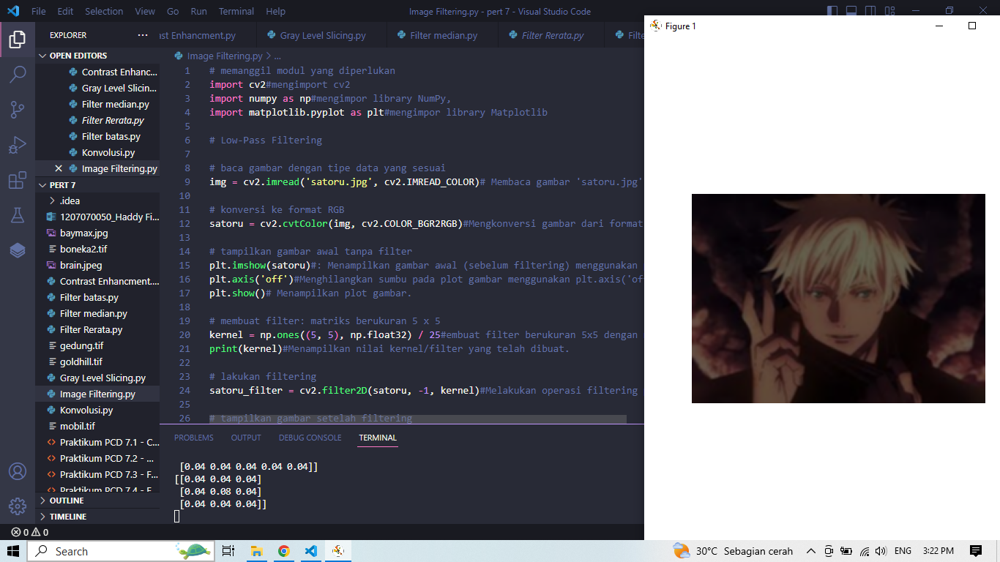 File Edit Selection View Go Run Terminal Help
Image Filtering.py - pert 7 - Visual Studio Code
EXPLORER
OPEN EDITORS
Contrast Enhanc...
Gray Level Slicin...
Filter median.py
Filter Rerata.py
Filter batas.py
Konvolusi.py
Image Filtering.py
PERT 7
.idea
1207070050_Haddy Fi...
baymax.jpg
boneka2.tif
brain.jpeg
Contrast Enhancment....
Filter batas.py
Filter median.py
Filter Rerata.py
gedung.tif
goldhill.tif
Gray Level Slicing.py
Image Filtering.py
Konvolusi.py
mobil.tif
Praktikum PCD 7.1 - C...
Praktikum PCD 7.2 - ...
Praktikum PCD 7.3 - F...
Praktikum PCD 7.4 - F
OUTLINE
TIMELINE
ast Enhancment.py Gray Level Slicing.py Filter median.py Filter Rerata.py Filte
Image Filtering.py > ...
1 # memanggil modul yang diperlukan
2 import cv2#mengimport cv2
3 import numpy as np#mengimpor library NumPy,
4 import matplotlib.pyplot as plt#mengimpor library Matplotlib
5
6 # Low-Pass Filtering
7
8 # baca gambar dengan tipe data yang sesuai
9 img = cv2.imread('satoru.jpg', cv2.IMREAD_COLOR)# Membaca gambar 'satoru.jpg'
10
11 # konversi ke format RGB
12 satoru = cv2.cvtColor(img, cv2.COLOR_BGR2RGB)#Mengkonversi gambar dari format
13
14 # tampilkan gambar awal tanpa filter
15 plt.imshow(satoru)#: Menampilkan gambar awal (sebelum filtering) menggunakan
16 plt.axis('off')#Menghilangkan sumbu pada plot gambar menggunakan plt.axis('of
17 plt.show()# Menampilkan plot gambar.
18
19 # membuat filter: matriks berukuran 5 x 5
20 kernel = np.ones((5, 5), np.float32) / 25#embuat filter berukuran 5x5 dengan
21 print(kernel)#Menampilkan nilai kernel/filter yang telah dibuat.
22
23 # lakukan filtering
24 satoru_filter = cv2.filter2D(satoru, -1, kernel)#Melakukan operasi filtering
25
26 # tampilkan gambar setelah filtering
PROBLEMS OUTPUT DEBUG CONSOLE TERMINAL
[0.04 0.04 0.04 0.04 0.04]]
[[0.04 0.04 0.04]
[0.04 0.08 0.04]
[0.04 0.04 0.04]]
Figure 1
0 0
Search
30°C Sebagian cerah
ENG
3:22 PM